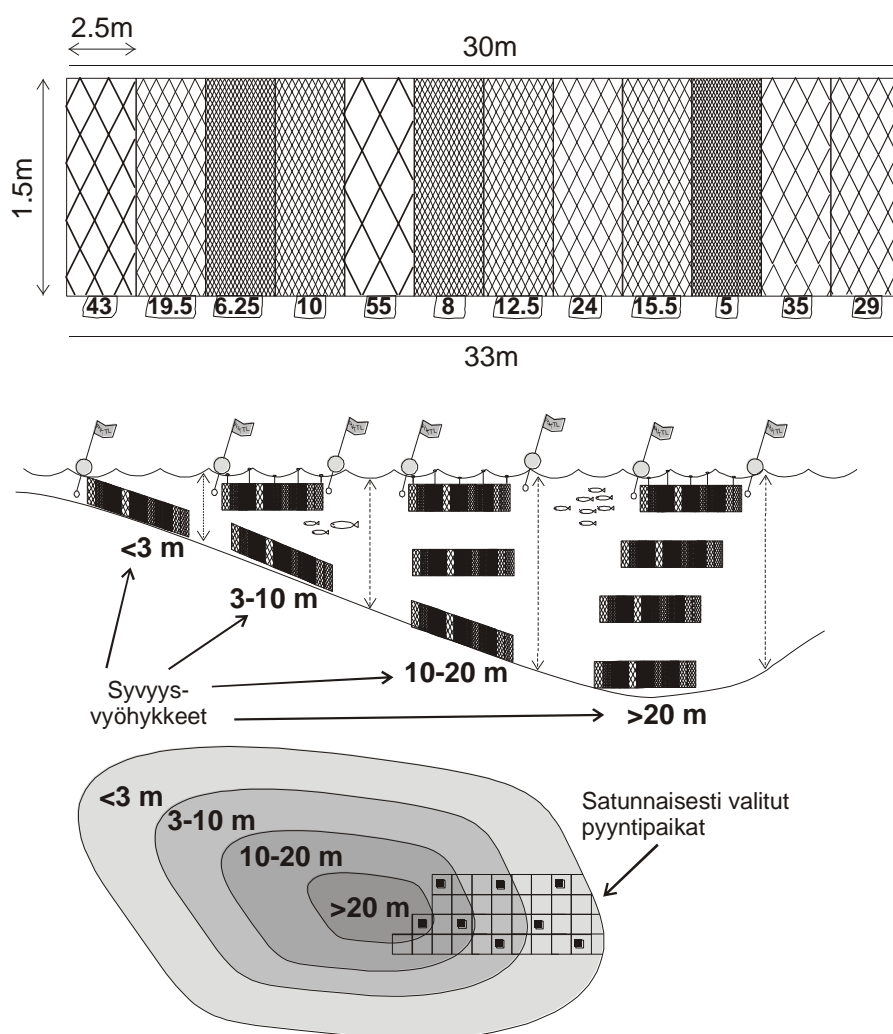 2.5m
30m
1.5m
43 19.5 6.25 10 55 8 12.5 24 15.5 5 35 29
33m
<3 m
3-10 m
10-20 m
>20 m
Syvyys-
vyöhykkeet
<3 m
3-10 m
10-20 m
>20 m
Satunnaisesti valitut
pyyntipaikat